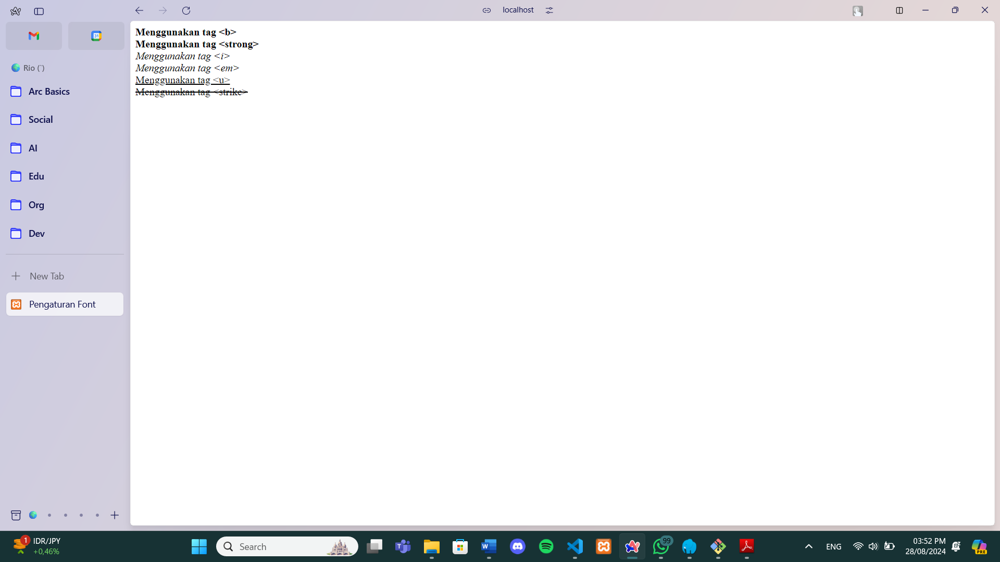 localhost
31
Menggunakan tag <b>
Menggunakan tag <strong>
Menggunakan tag <i>
Menggunakan tag <em>
Menggunakan tag <u>
Menggunakan tag <strike>
Rio (`)
Arc Basics
Social
AI
Edu
Org
Dev
New Tab
Pengaturan Font
1
IDR/JPY
+0,46%
Search
99
ENG
03:52 PM
28/08/2024
PRE